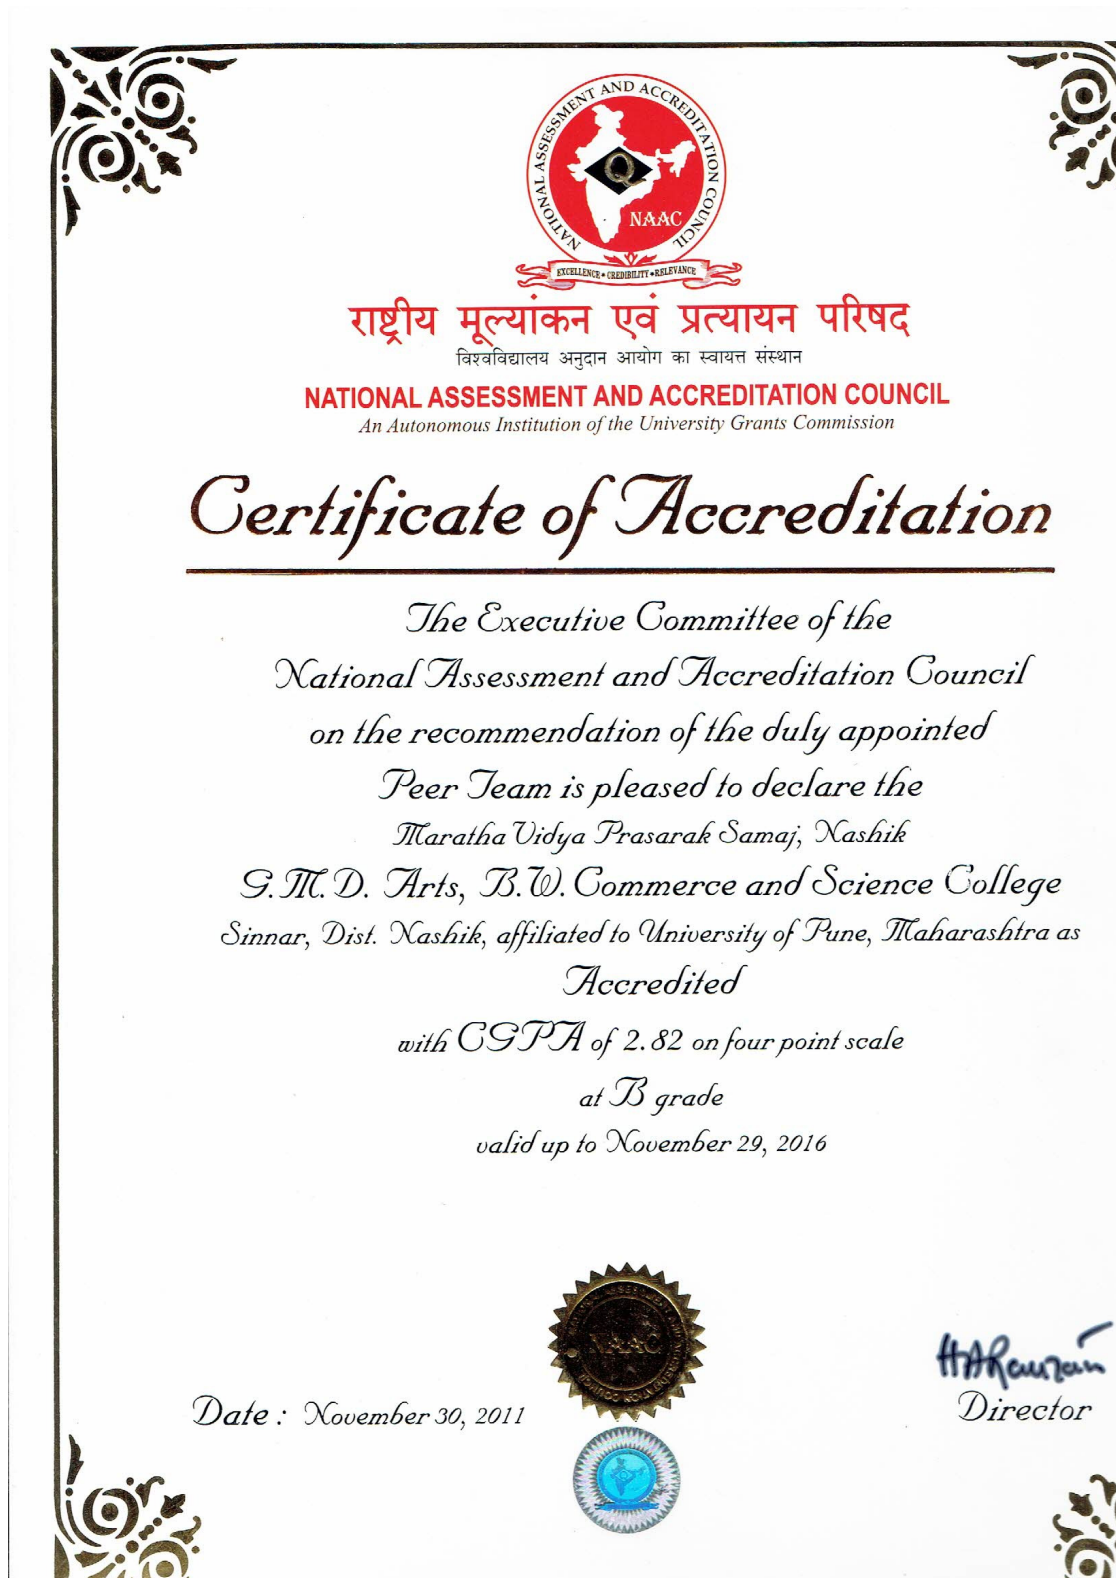 NATIONAL ASSESSMENT AND ACCREDITATION COUNCIL
Q
NAAC
EXCELLENCE • CREDIBILITY • RELEVANCE
राष्ट्रीय मूल्यांकन एवं प्रत्यायन परिषद
विश्वविद्यालय अनुदान आयोग का स्वायत्त संस्थान
NATIONAL ASSESSMENT AND ACCREDITATION COUNCIL
An Autonomous Institution of the University Grants Commission
Certificate of Accreditation
The Executive Committee of the
National Assessment and Accreditation Council
on the recommendation of the duly appointed
Peer Team is pleased to declare the
Maratha Vidya Prasarak Samaj, Nashik
G.M.D. Arts, B.W. Commerce and Science College
Sinnar, Dist. Nashik, affiliated to University of Pune, Maharashtra as
Accredited
with CGPA of 2.82 on four point scale
at B grade
valid up to November 29, 2016
NAAC
Date : November 30, 2011
Director